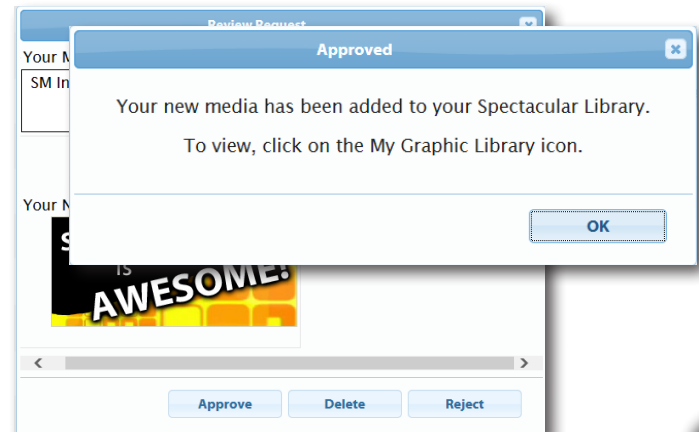 Review Request
Approved
Your
SM In
Your new media has been added to your Spectacular Library.
To view, click on the My Graphic Library icon.
OK
Your
IS
AWESOME!
Approve
Delete
Reject